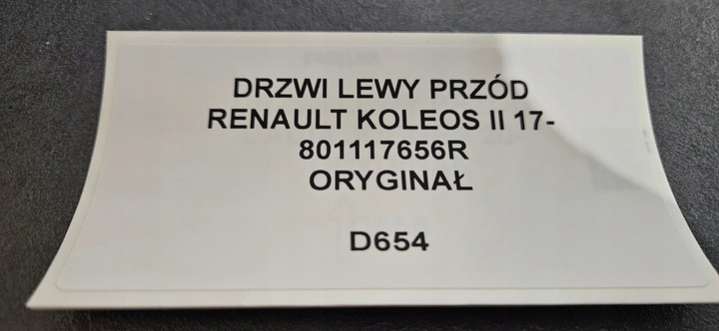 DRZWI LEWY PRZÓD
RENAULT KOLEOS II 17-
801117656R
ORYGINAŁ
D654